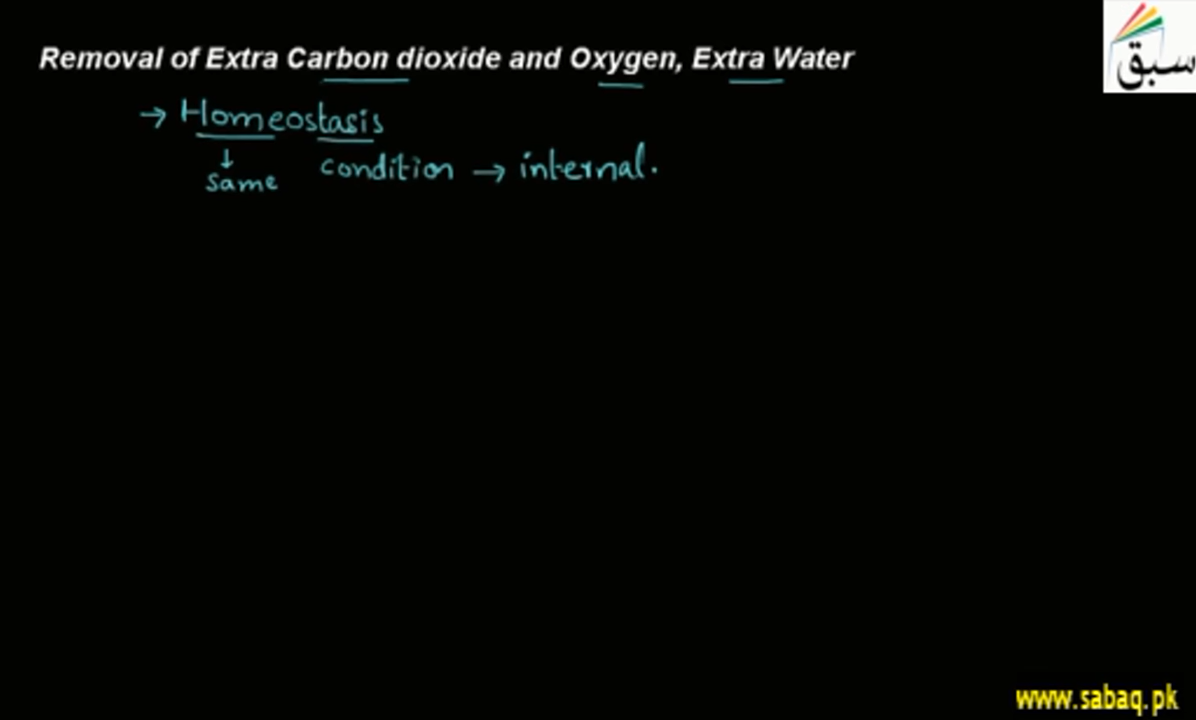 Removal of Extra Carbon dioxide and Oxygen, Extra Water
سبق
→ Homeostasis
↓ condition → internal.
same
www.sabaq.pk